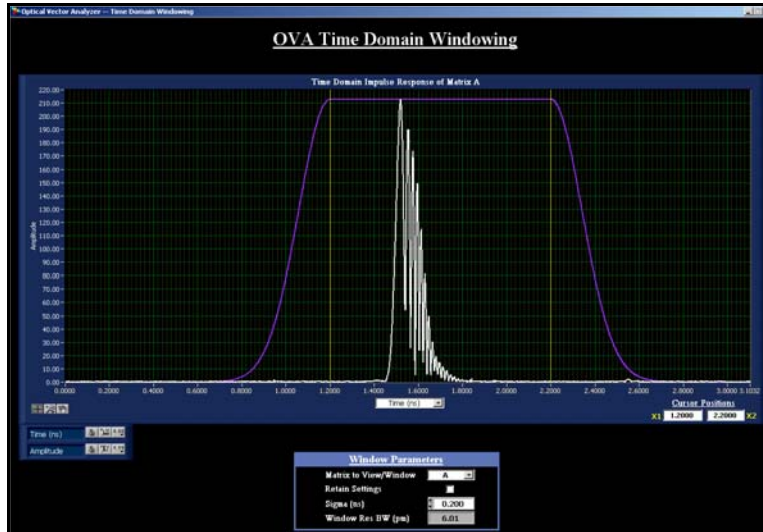 Optical Vector Analyzer -- Time Domain Windowing
OVA Time Domain Windowing
Time Domain Impulse Response of Matrix A
220.00
210.00
200.00
190.00
180.00
170.00
160.00
150.00
140.00
130.00
120.00
110.00
100.00
90.00
80.00
70.00
60.00
50.00
40.00
30.00
20.00
10.00
0.00
Amplitude
0.0000 0.2000 0.4000 0.6000 0.8000 1.0000 1.2000 1.4000 1.6000 1.8000 2.0000 2.2000 2.4000 2.6000 2.8000 3.0000 3.1032
Time (ns)
Cursor Positions
X1 1.2000 2.2000 X2
Time (ns)
Amplitude
Window Parameters
Matrix to View/Window A
Retain Settings
Sigma (ns) 0.200
Window Res BW (pm) 6.01